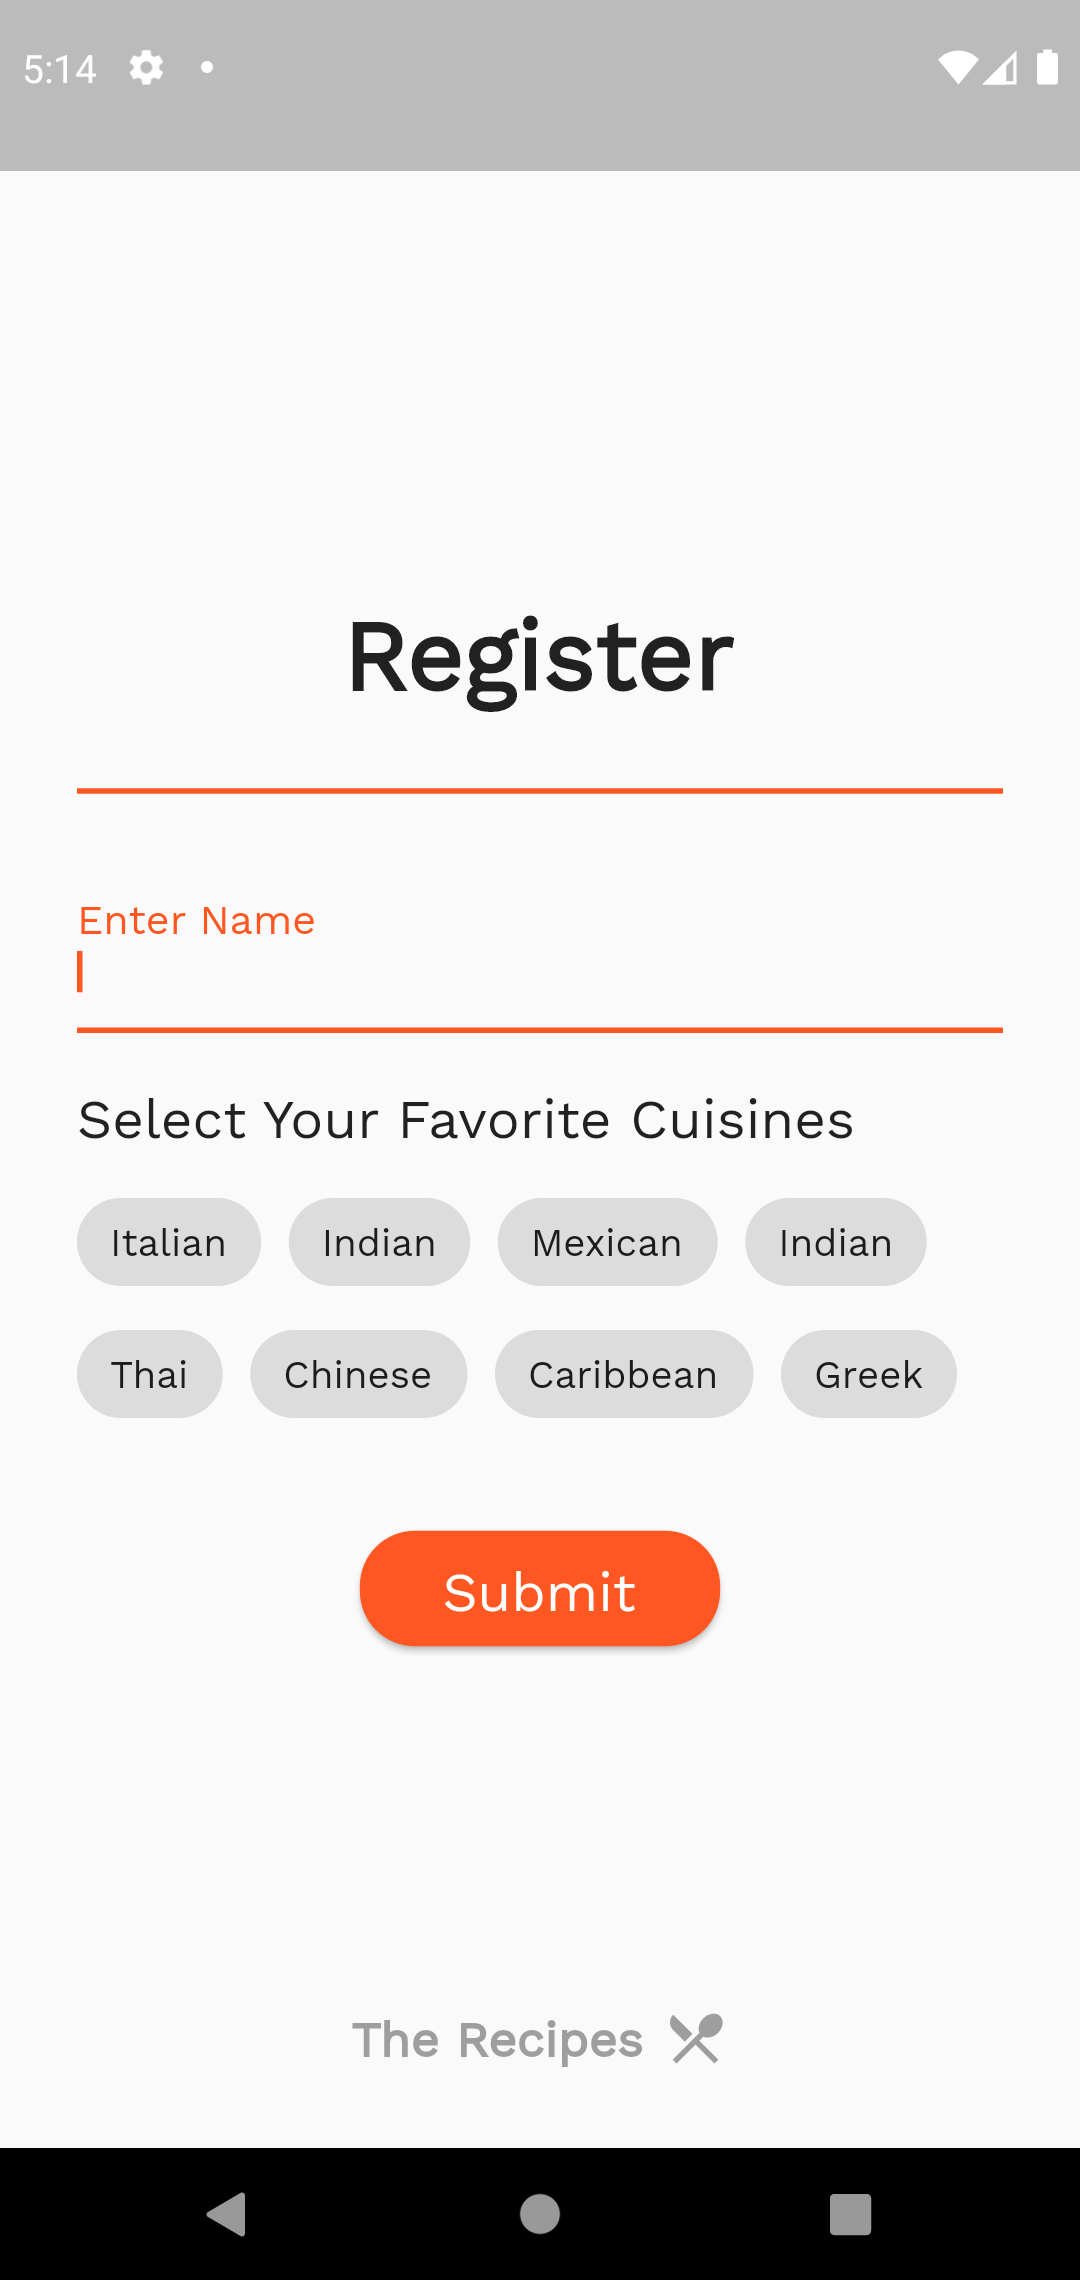 5:14
Register
Enter Name
Select Your Favorite Cuisines
Italian Indian Mexican Indian
Thai Chinese Caribbean Greek
Submit
The Recipes